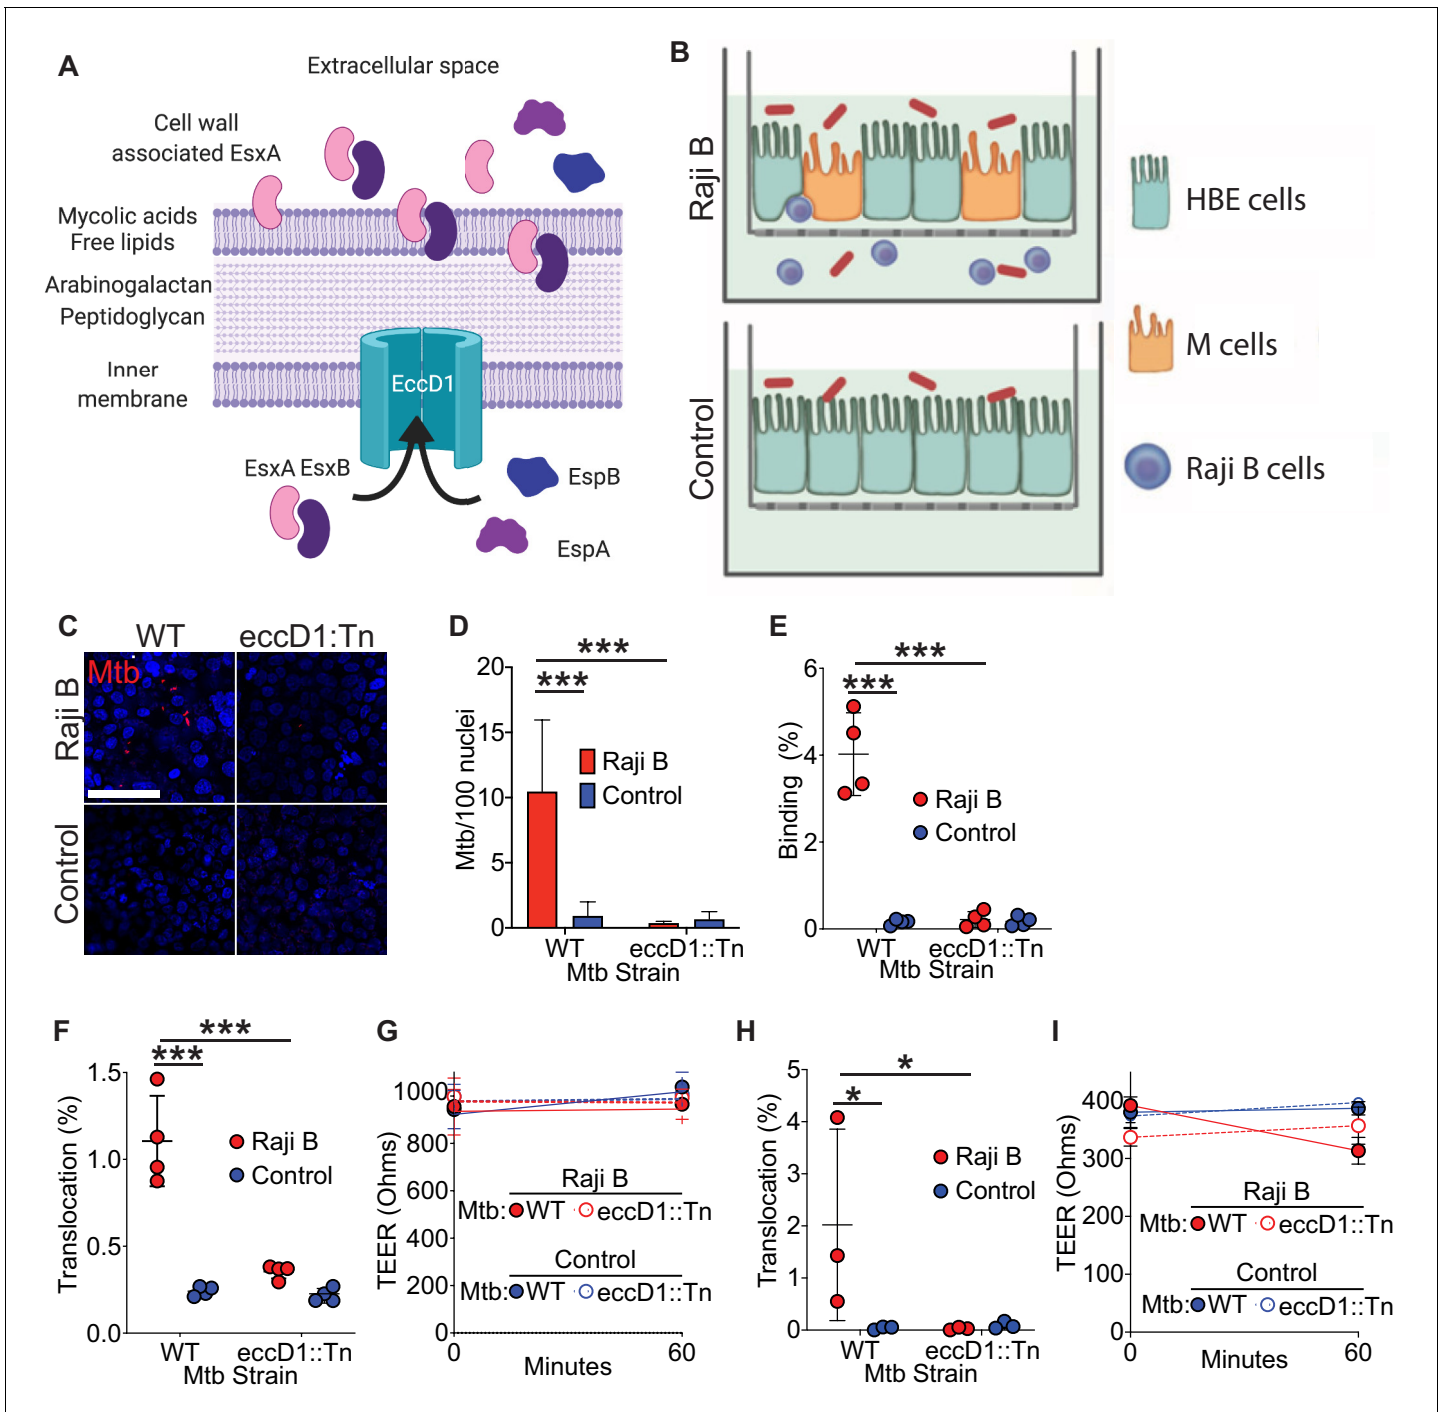 A
Extracellular space
Cell wall
associated EsxA
Mycolic acids
Free lipids
Arabinogalactan
Peptidoglycan
Inner
membrane
EccD1
EsxA EsxB
EspB
EspA
B
Raji B
Control
HBE cells
M cells
Raji B cells
C
WT
eccD1:Tn
Mtb
Raji B
Control
D
***
***
20
15
10
5
0
Mtb/100 nuclei
Raji B
Control
WT
eccD1::Tn
Mtb Strain
E
***
***
6
4
2
0
Binding (%)
Raji B
Control
WT
eccD1::Tn
Mtb Strain
F
***
***
1.5
1.0
0.5
0.0
Translocation (%)
Raji B
Control
WT
eccD1::Tn
Mtb Strain
G
1000
800
600
400
200
0
TEER (Ohms)
Raji B
Mtb: WT eccD1::Tn
Control
Mtb: WT eccD1::Tn
0
60
Minutes
H
*
*
5
4
3
2
1
0
Translocation (%)
Raji B
Control
WT
eccD1::Tn
Mtb Strain
I
400
300
200
100
0
TEER (Ohms)
Raji B
Mtb: WT eccD1::Tn
Control
Mtb: WT eccD1::Tn
0
60
Minutes